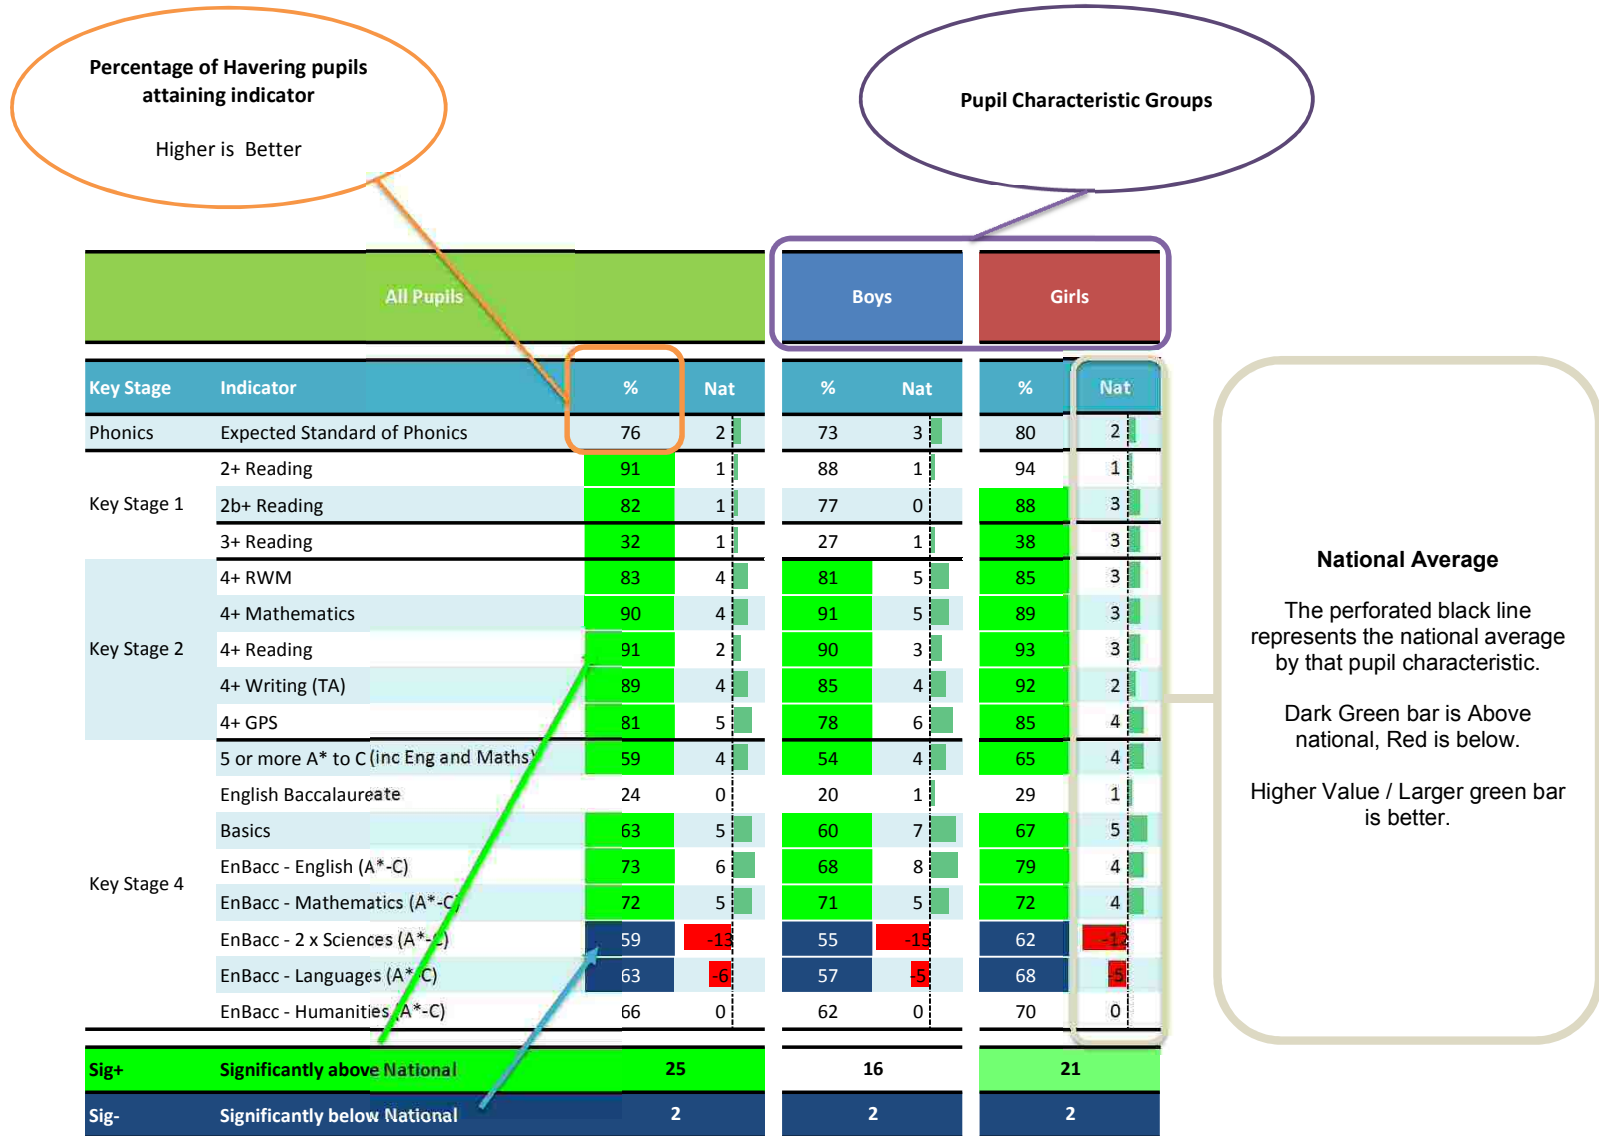 Percentage of Havering pupils
attaining indicator
Higher is Better
Pupil Characteristic Groups
All Pupils Boys Girls
Key Stage Indicator % Nat % Nat % Nat
Phonics Expected Standard of Phonics 76 2 73 3 80 2
2+ Reading 91 1 88 1 94 1
Key Stage 1 2b+ Reading 82 1 77 0 88 3
3+ Reading 32 1 27 1 38 3
4+ RWM 83 4 81 5 85 3
4+ Mathematics 90 4 91 5 89 3
Key Stage 2 4+ Reading 91 2 90 3 93 3
4+ Writing (TA) 89 4 85 4 92 2
4+ GPS 81 5 78 6 85 4
5 or more A* to C (inc Eng and Maths) 59 4 54 4 65 4
English Baccalaureate 24 0 20 1 29 1
Basics 63 5 60 7 67 5
EnBacc - English (A*-C) 73 6 68 8 79 4
Key Stage 4
EnBacc - Mathematics (A*-C) 72 5 71 5 72 4
EnBacc - 2 x Sciences (A*-C) 59 -13 55 -15 62 -12
EnBacc - Languages (A*-C) 63 -6 57 -5 68 -5
EnBacc - Humanities (A*-C) 66 0 62 0 70 0
Sig+ Significantly above National 25 16 21
Sig- Significantly below National 2 2 2
National Average
The perforated black line
represents the national average
by that pupil characteristic.
Dark Green bar is Above
national, Red is below.
Higher Value / Larger green bar
is better.